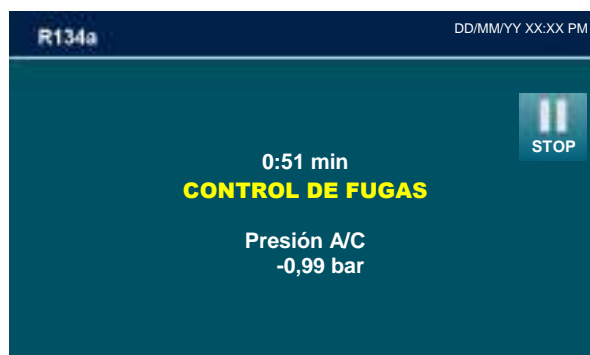 R134a
DD/MM/YY XX:XX PM
STOP
0:51 min
CONTROL DE FUGAS
Presión A/C
-0,99 bar